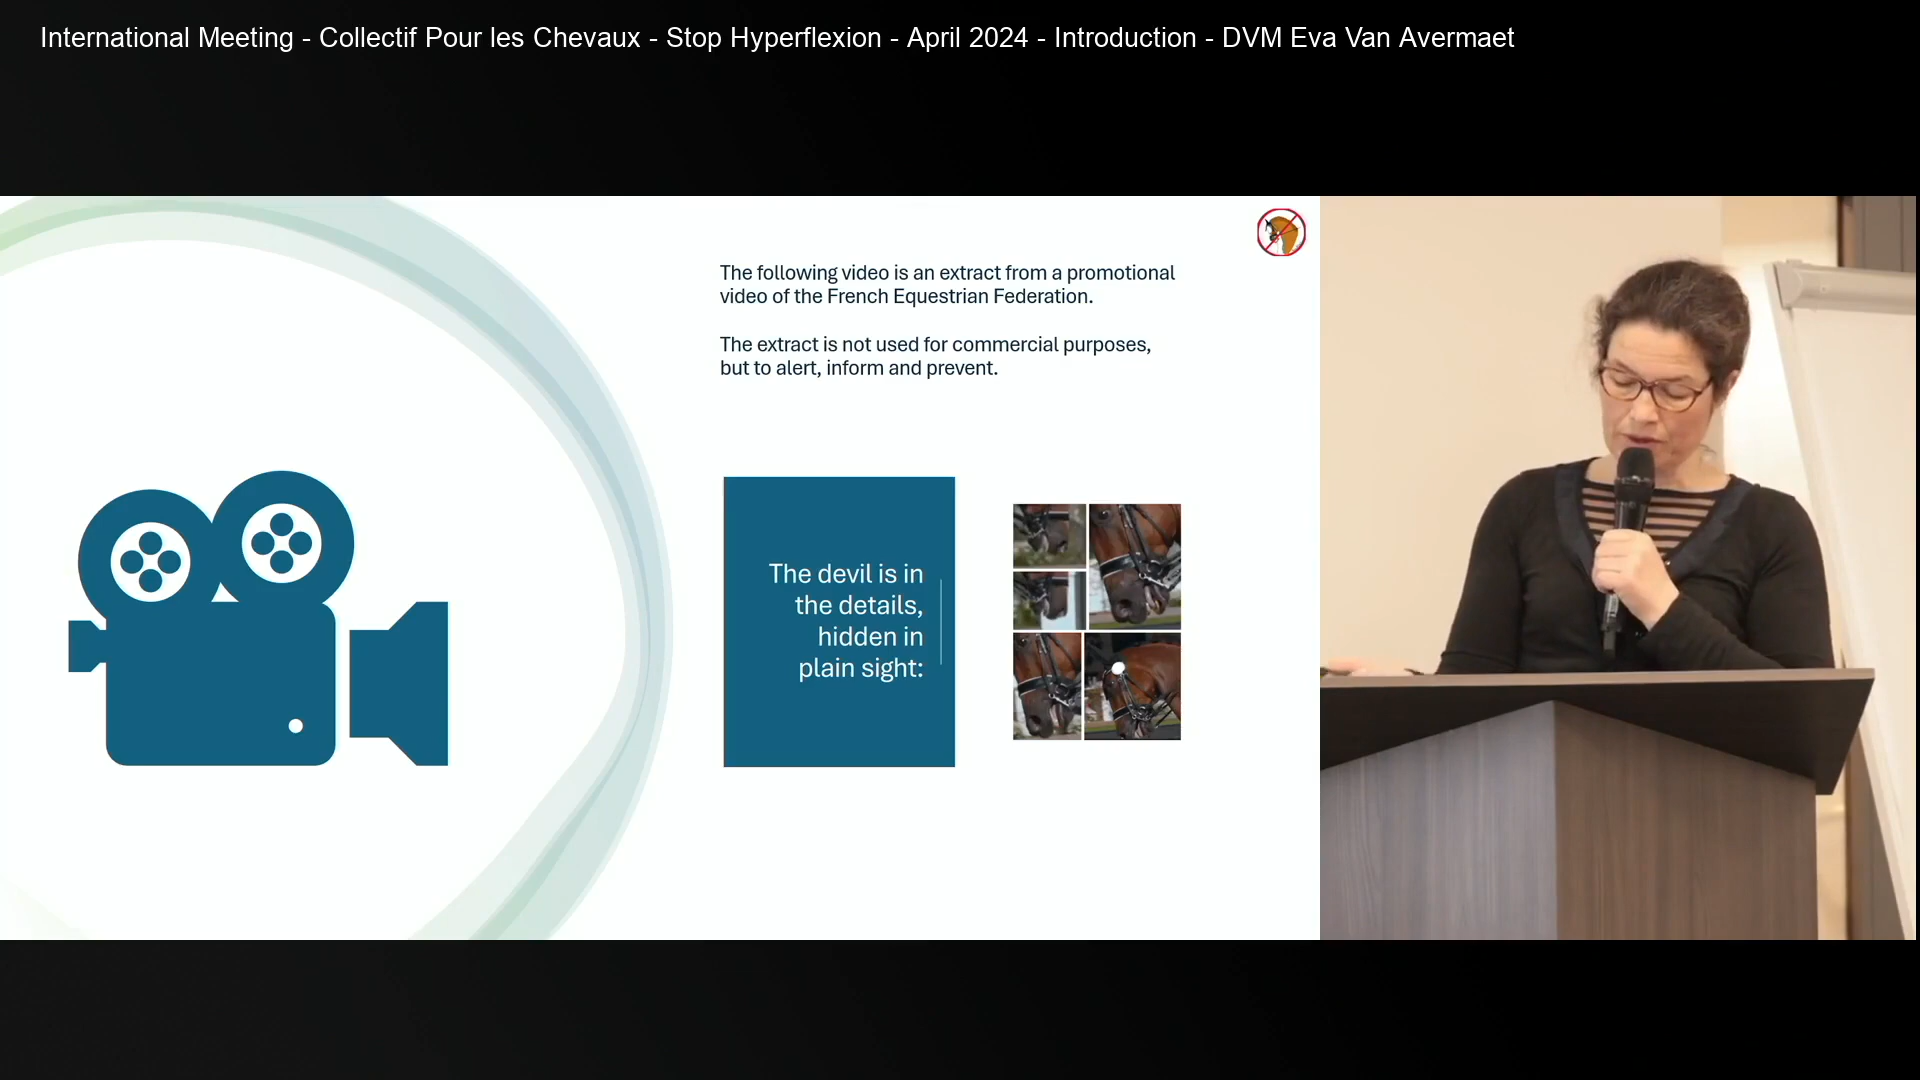 International Meeting - Collectif Pour les Chevaux - Stop Hyperflexion - April 2024 - Introduction - DVM Eva Van Avermaet
The following video is an extract from a promotional
video of the French Equestrian Federation.
The extract is not used for commercial purposes,
but to alert, inform and prevent.
The devil is in
the details,
hidden in
plain sight: